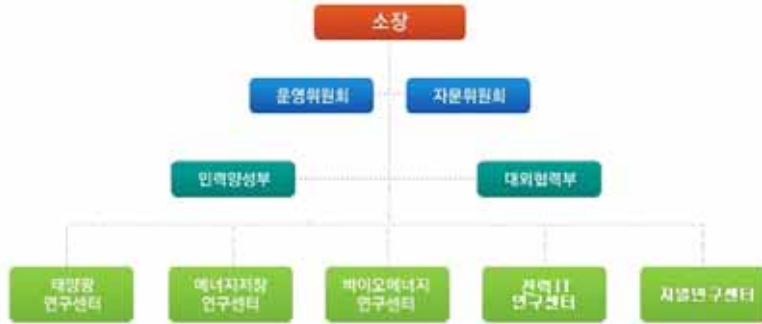 소장
운영위원회
자문위원회
인력양성부
대외협력부
태양광
연구센터
에너지저장
연구센터
바이오에너지
연구센터
전력IT
연구센터
지열연구센터